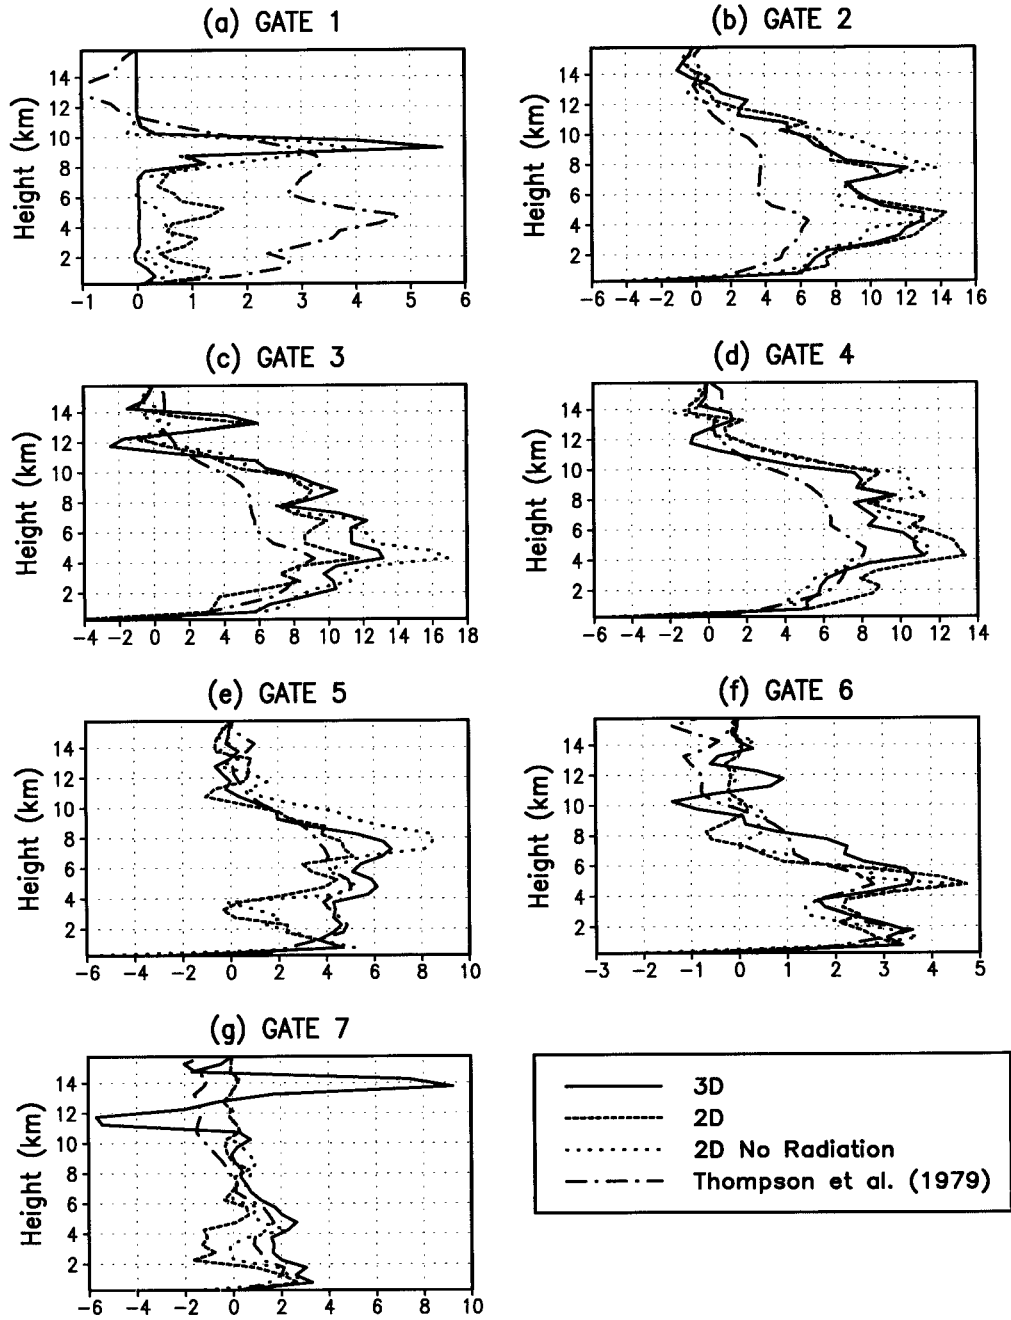 (a) GATE 1
(b) GATE 2
Height (km)
14
12
10
8
6
4
2
-1 0 1 2 3 4 5 6
Height (km)
14
12
10
8
6
4
2
-6 -4 -2 0 2 4 6 8 10 12 14 16
(c) GATE 3
(d) GATE 4
Height (km)
14
12
10
8
6
4
2
-4 -2 0 2 4 6 8 10 12 14 16 18
Height (km)
14
12
10
8
6
4
2
-6 -4 -2 0 2 4 6 8 10 12 14
(e) GATE 5
(f) GATE 6
Height (km)
14
12
10
8
6
4
2
-6 -4 -2 0 2 4 6 8 10
Height (km)
14
12
10
8
6
4
2
-3 -2 -1 0 1 2 3 4 5
(g) GATE 7
Height (km)
14
12
10
8
6
4
2
-6 -4 -2 0 2 4 6 8 10
3D
2D
2D No Radiation
Thompson et al. (1979)